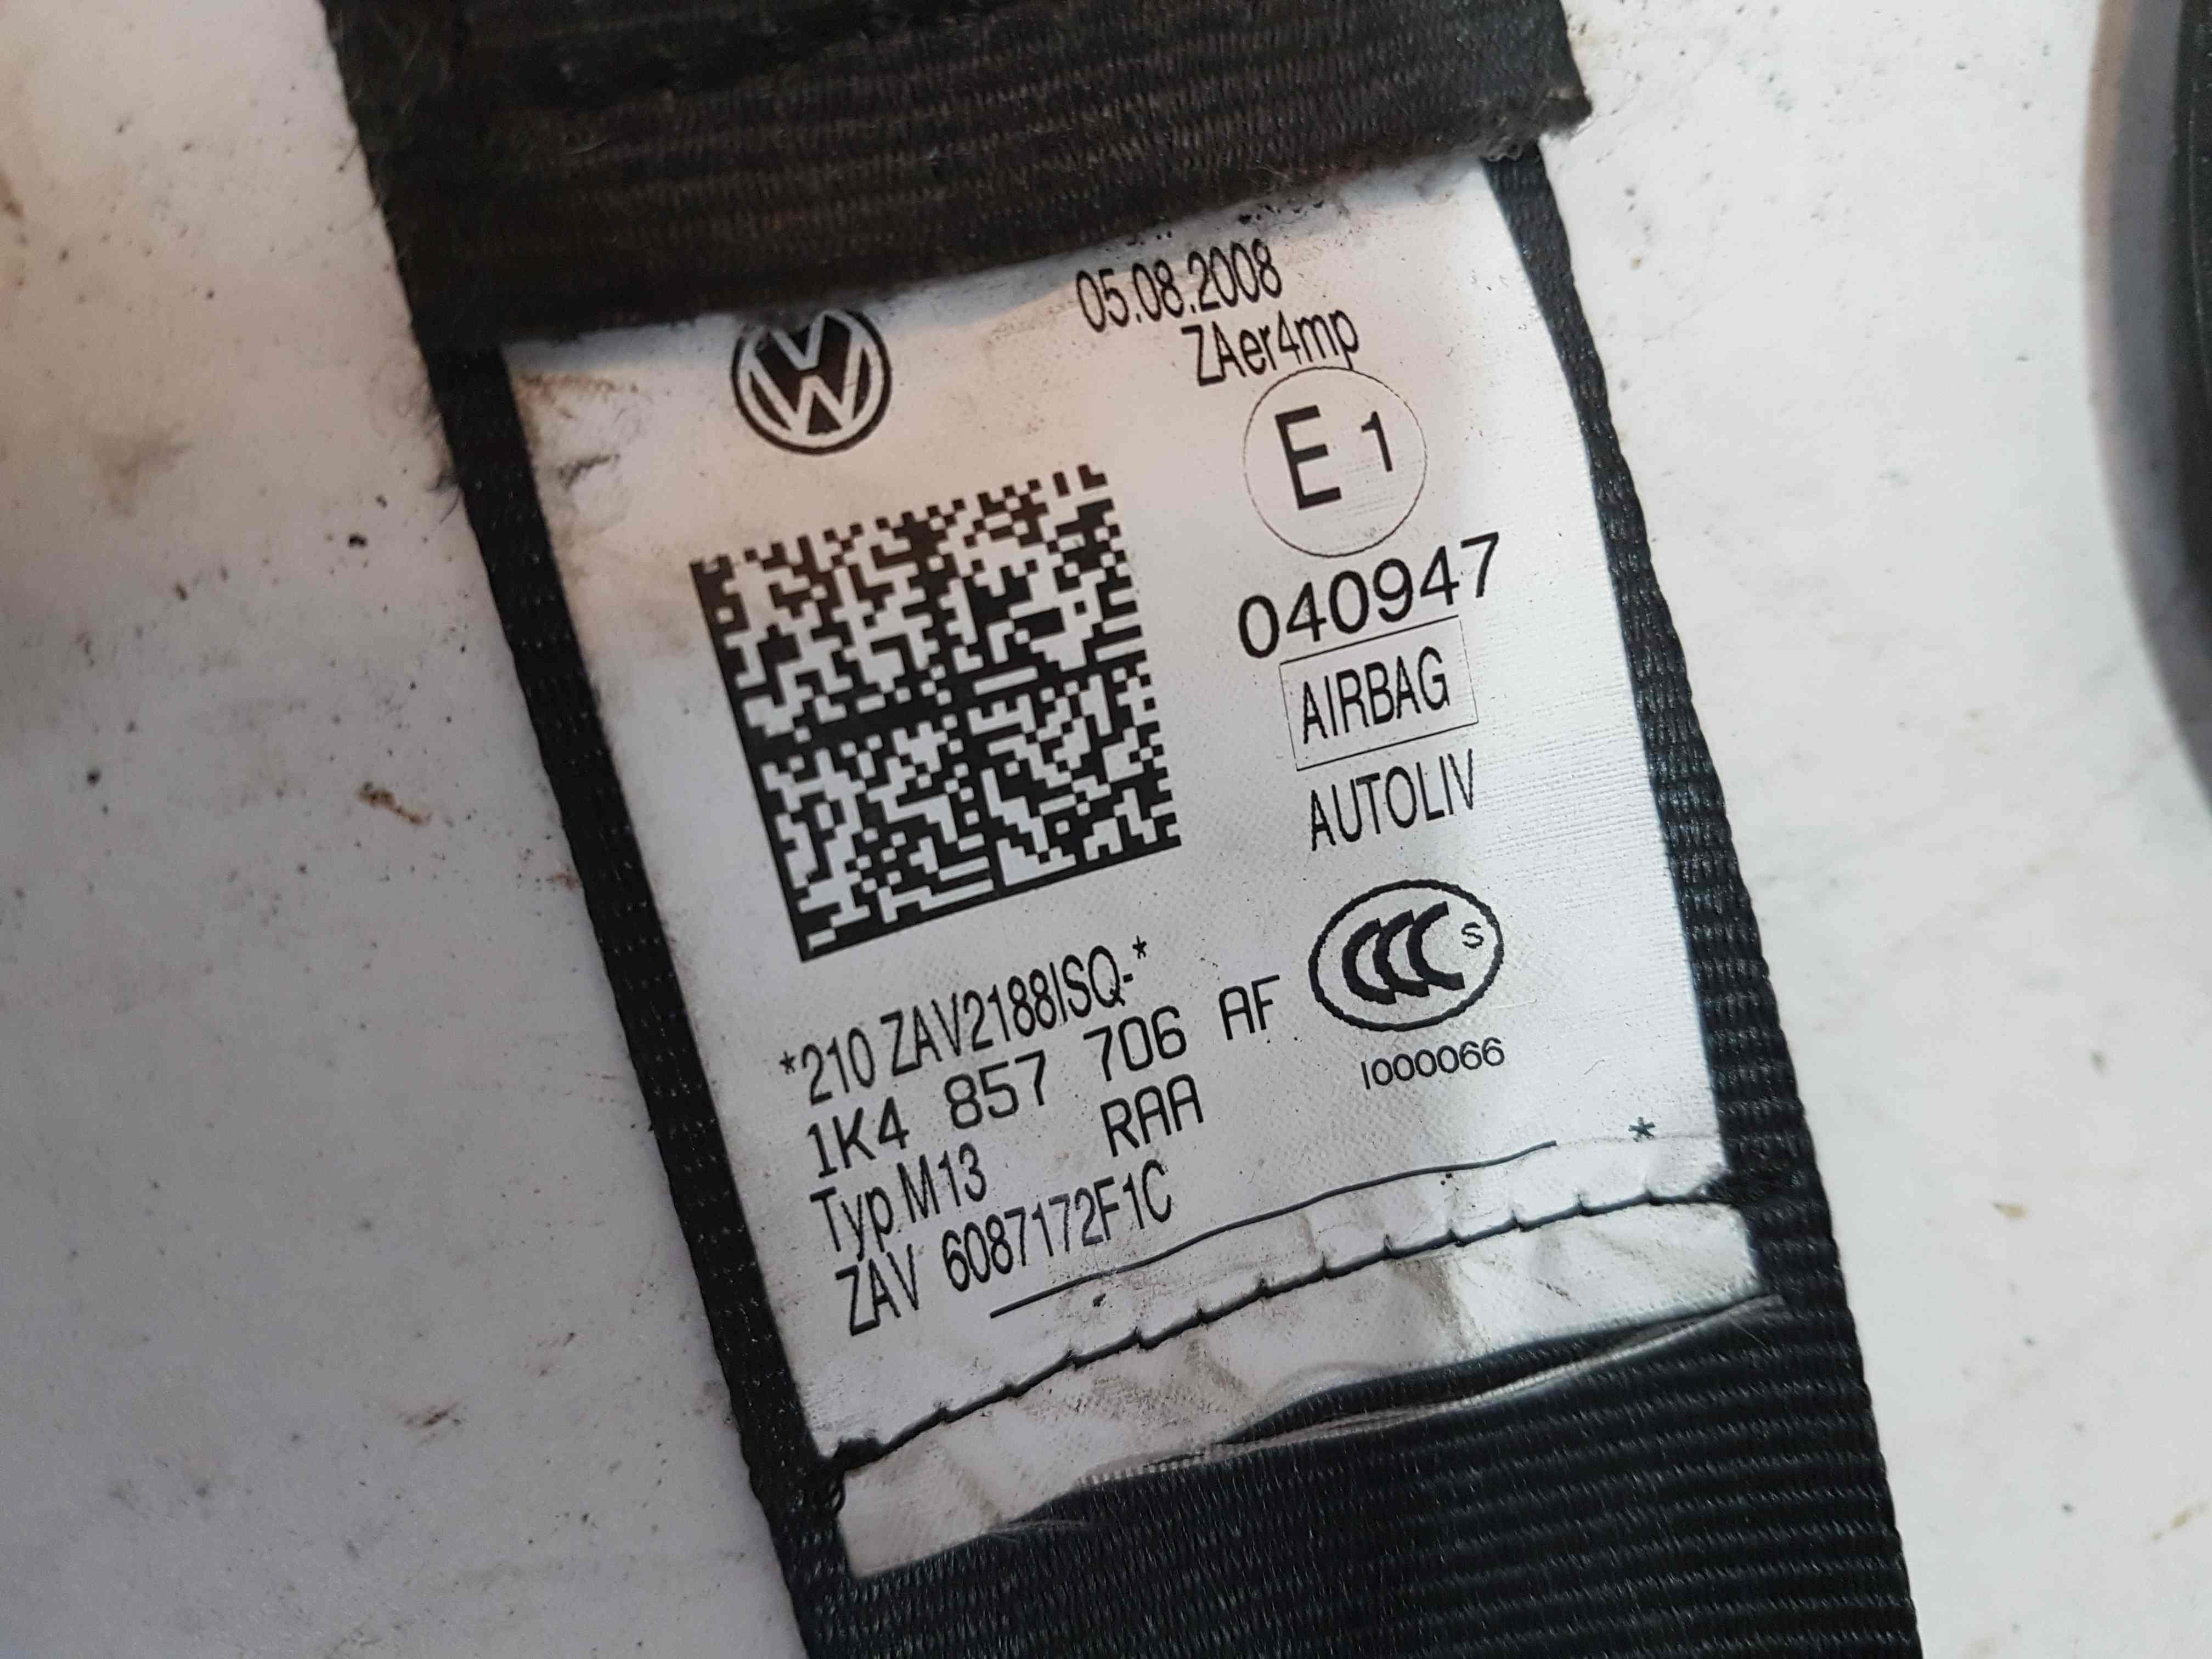 05.08.2008
ZAer4mp
E1
040947
AIRBAG
AUTOLIV
CCC S
I000066
*210 ZAV2188ISQ-*
1K4 857 706 AF
Typ M13 RAA
ZAV 6087172F1C
*